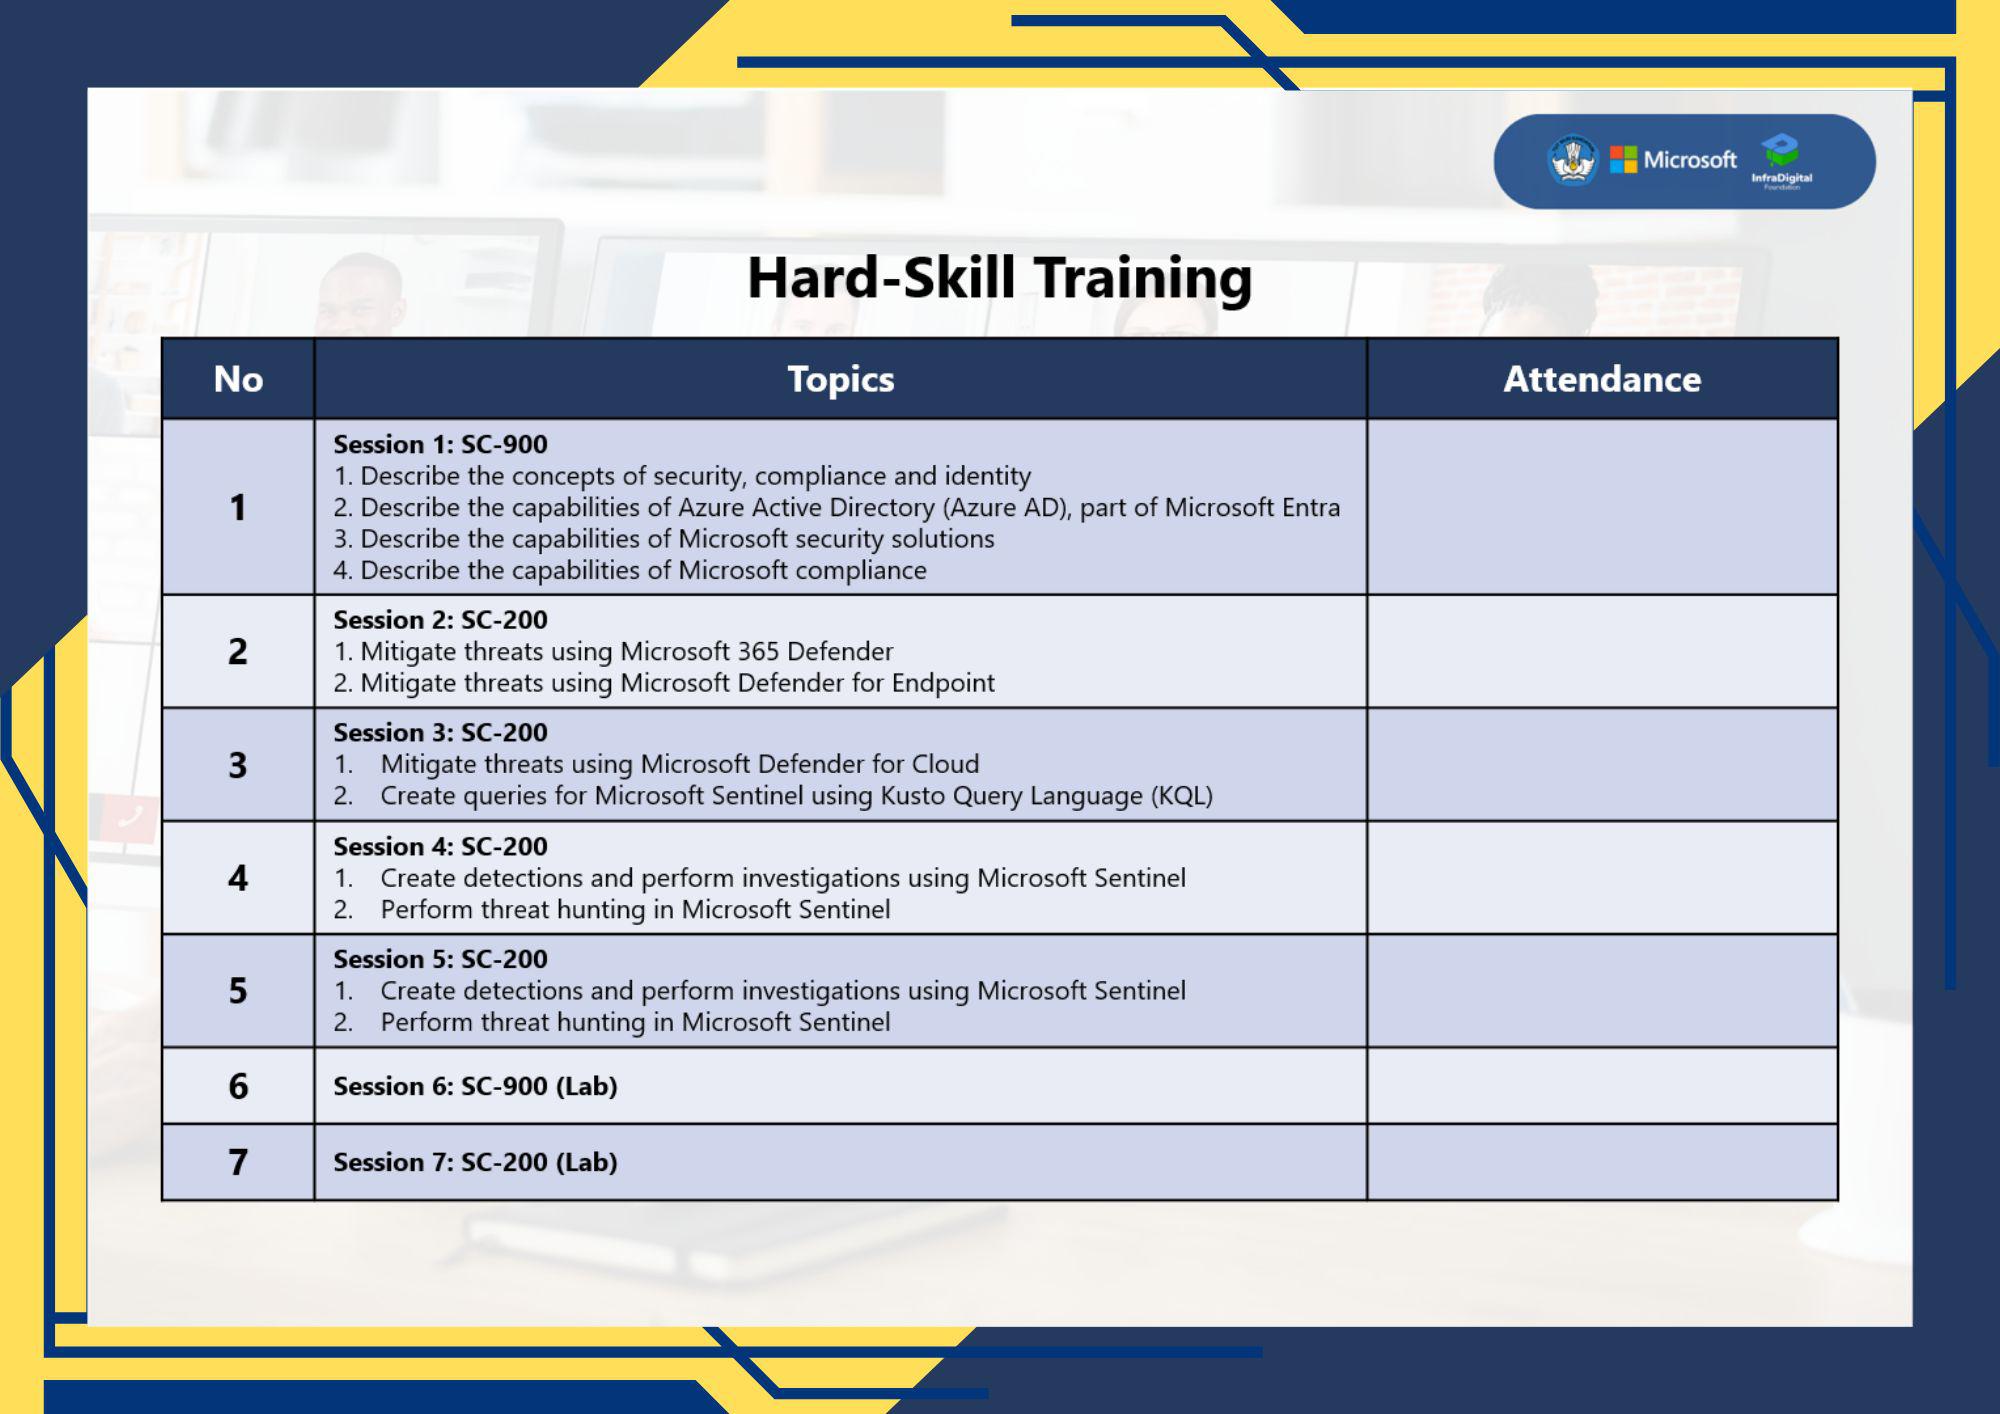 Microsoft
InfraDigital
Foundation
Hard-Skill Training
No
Topics
Attendance
1
Session 1: SC-900
1. Describe the concepts of security, compliance and identity
2. Describe the capabilities of Azure Active Directory (Azure AD), part of Microsoft Entra
3. Describe the capabilities of Microsoft security solutions
4. Describe the capabilities of Microsoft compliance
2
Session 2: SC-200
1. Mitigate threats using Microsoft 365 Defender
2. Mitigate threats using Microsoft Defender for Endpoint
3
Session 3: SC-200
1. Mitigate threats using Microsoft Defender for Cloud
2. Create queries for Microsoft Sentinel using Kusto Query Language (KQL)
4
Session 4: SC-200
1. Create detections and perform investigations using Microsoft Sentinel
2. Perform threat hunting in Microsoft Sentinel
5
Session 5: SC-200
1. Create detections and perform investigations using Microsoft Sentinel
2. Perform threat hunting in Microsoft Sentinel
6
Session 6: SC-900 (Lab)
7
Session 7: SC-200 (Lab)